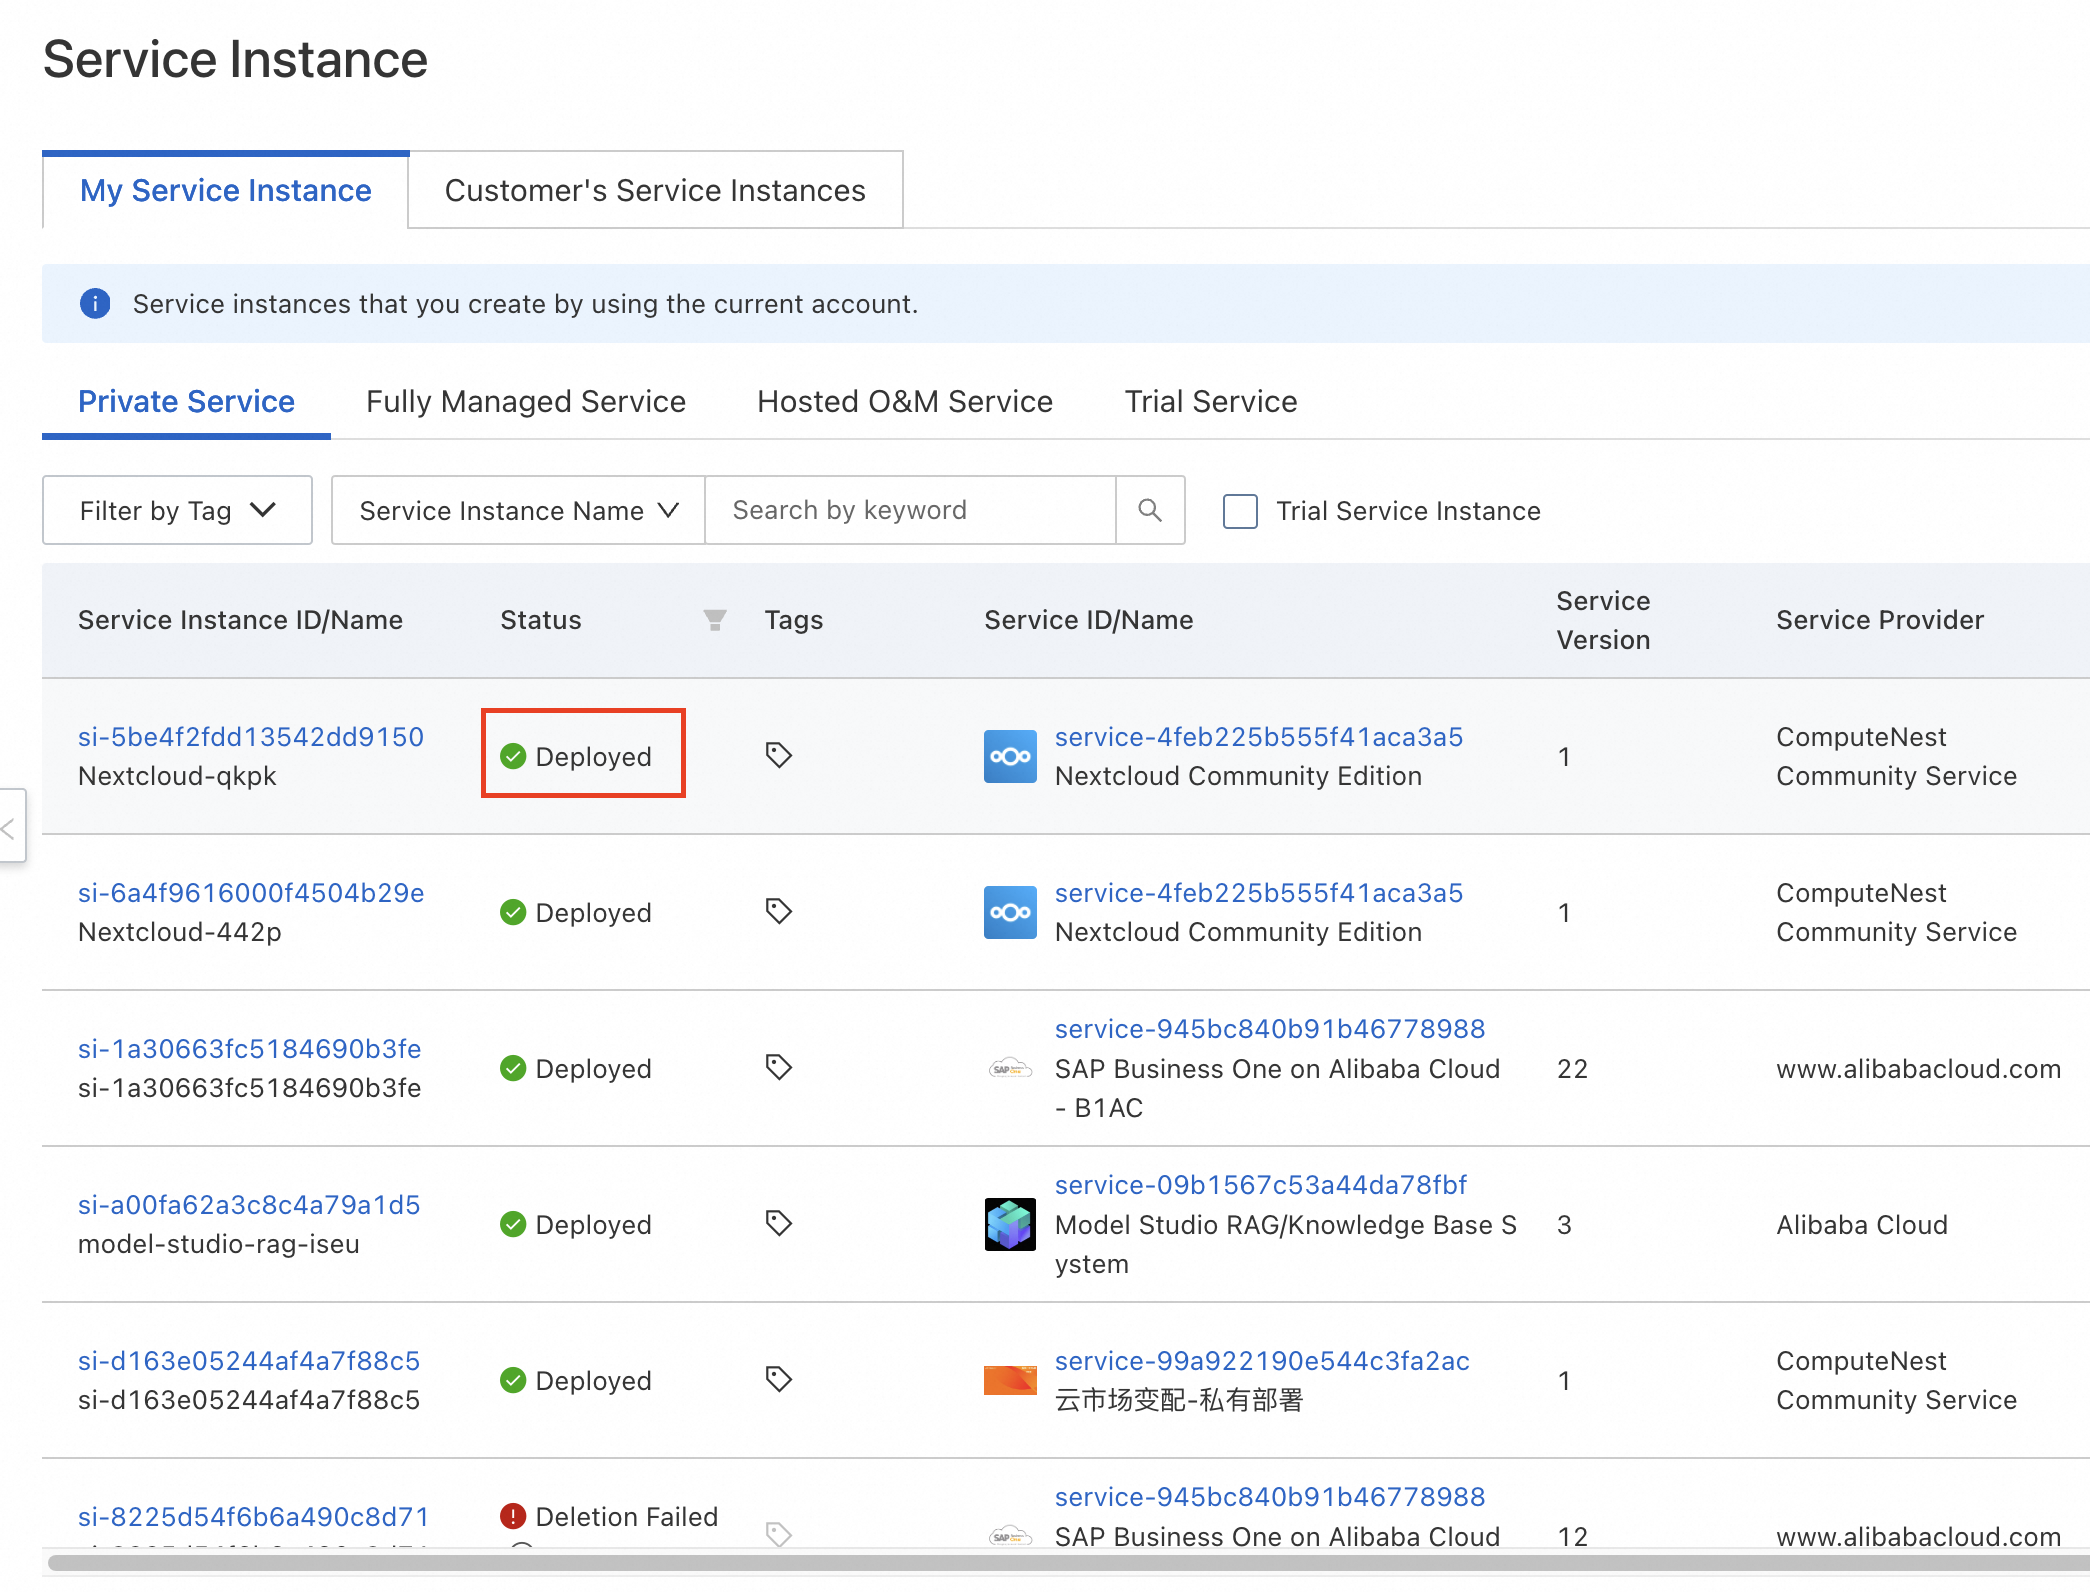 Service Instance
My Service Instance
Customer's Service Instances
Service instances that you create by using the current account.
Private Service
Fully Managed Service
Hosted O&M Service
Trial Service
Filter by Tag
Service Instance Name
Search by keyword
Trial Service Instance
Service Instance ID/Name
Status
Tags
Service ID/Name
Service
Version
Service Provider
si-5be4f2fdd13542dd9150
Nextcloud-qkpk
Deployed
service-4feb225b555f41aca3a5
Nextcloud Community Edition
1
ComputeNest
Community Service
si-6a4f9616000f4504b29e
Nextcloud-442p
Deployed
service-4feb225b555f41aca3a5
Nextcloud Community Edition
1
ComputeNest
Community Service
si-1a30663fc5184690b3fe
si-1a30663fc5184690b3fe
Deployed
SAP
service-945bc840b91b46778988
SAP Business One on Alibaba Cloud
- B1AC
22
www.alibabacloud.com
si-a00fa62a3c8c4a79a1d5
model-studio-rag-iseu
Deployed
service-09b1567c53a44da78fbf
Model Studio RAG/Knowledge Base S
ystem
3
Alibaba Cloud
si-d163e05244af4a7f88c5
si-d163e05244af4a7f88c5
Deployed
service-99a922190e544c3fa2ac
云市场变配-私有部署
1
ComputeNest
Community Service
si-8225d54f6b6a490c8d71
Deletion Failed
SAP
service-945bc840b91b46778988
SAP Business One on Alibaba Cloud
12
www.alibabacloud.com